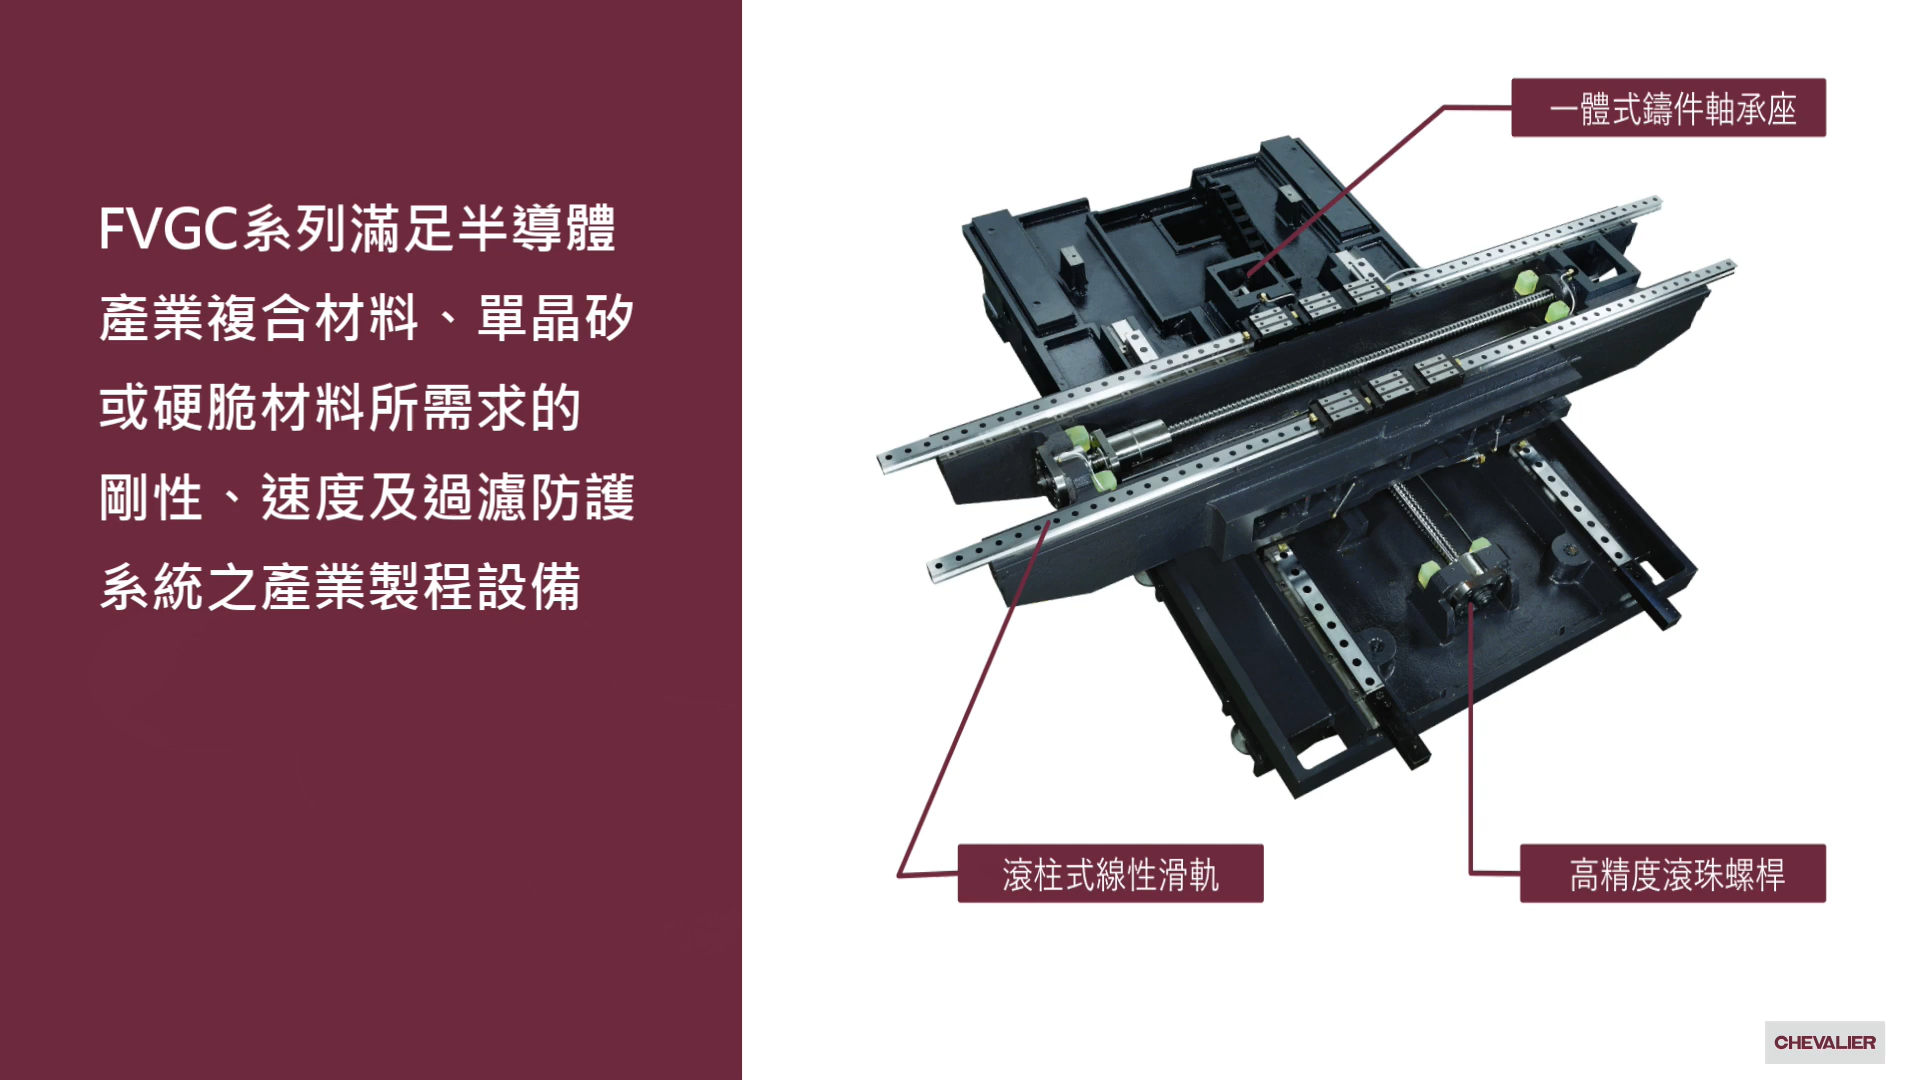 FVGC系列滿足半導體
產業複合材料、單晶矽
或硬脆材料所需求的
剛性、速度及過濾防護
系統之產業製程設備
一體式鑄件軸承座
滾柱式線性滑軌
高精度滾珠螺桿
CHEVALIER